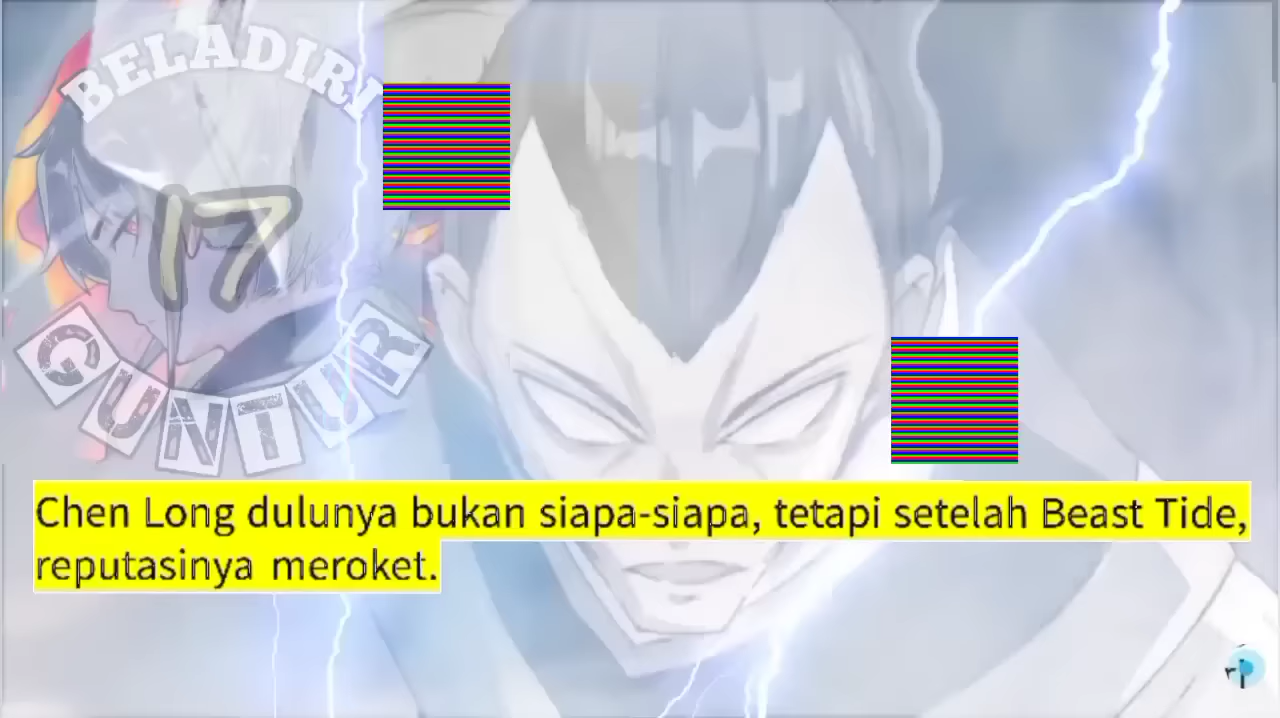 BELADIRI
17
GUNTUR
Chen Long dulunya bukan siapa-siapa, tetapi setelah Beast Tide,
reputasinya meroket.